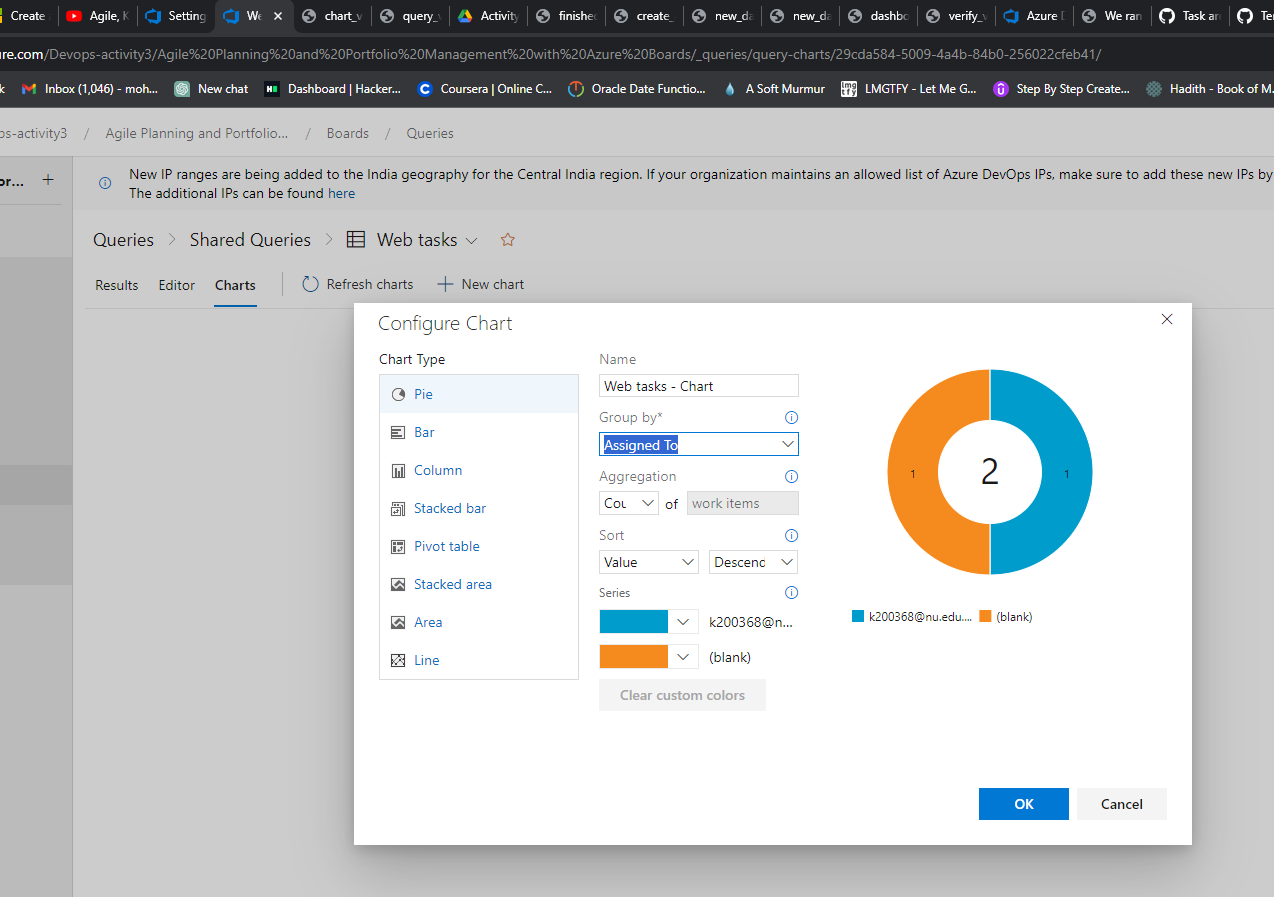 Create Agile, K Setting We chart_v query_v Activity finished create_ new_da new_da dashbo verify_v Azure D We ran Task an Te
ure.com/Devops-activity3/Agile%20Planning%20and%20Portfolio%20Management%20with%20Azure%20Boards/_queries/query-charts/29cda584-5009-4a4b-84b0-256022cfeb41/
k Inbox (1,046) - moh... New chat Dashboard | Hacker... Coursera | Online C... Oracle Date Functio... A Soft Murmur LMGTFY - Let Me G... Step By Step Create... Hadith - Book of M.
ps-activity3 / Agile Planning and Portfolio... / Boards / Queries
or... +
New IP ranges are being added to the India geography for the Central India region. If your organization maintains an allowed list of Azure DevOps IPs, make sure to add these new IPs by
The additional IPs can be found here
Queries > Shared Queries > Web tasks
Results Editor Charts Refresh charts New chart
Configure Chart
Chart Type
Pie
Bar
Column
Stacked bar
Pivot table
Stacked area
Area
Line
Name
Web tasks - Chart
Group by*
Assigned To
Aggregation
Cou of work items
Sort
Value Descenc
Series
k200368@n...
(blank)
Clear custom colors
1 2 1
k200368@nu.edu.... (blank)
OK Cancel